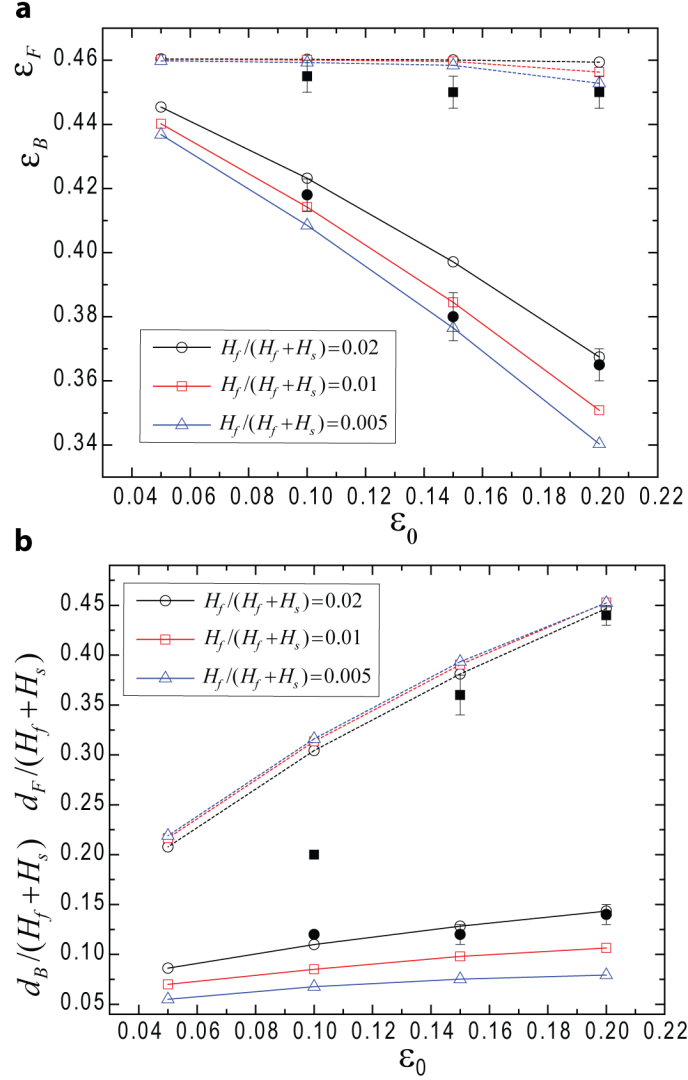 a
ε_F
ε_B
0.46
0.44
0.42
0.40
0.38
0.36
0.34
H_f/(H_f+H_s)=0.02
H_f/(H_f+H_s)=0.01
H_f/(H_f+H_s)=0.005
0.04 0.06 0.08 0.10 0.12 0.14 0.16 0.18 0.20 0.22
ε_0
b
d_F/(H_f+H_s)
d_B/(H_f+H_s)
0.45
0.40
0.35
0.30
0.25
0.20
0.15
0.10
0.05
H_f/(H_f+H_s)=0.02
H_f/(H_f+H_s)=0.01
H_f/(H_f+H_s)=0.005
0.04 0.06 0.08 0.10 0.12 0.14 0.16 0.18 0.20 0.22
ε_0